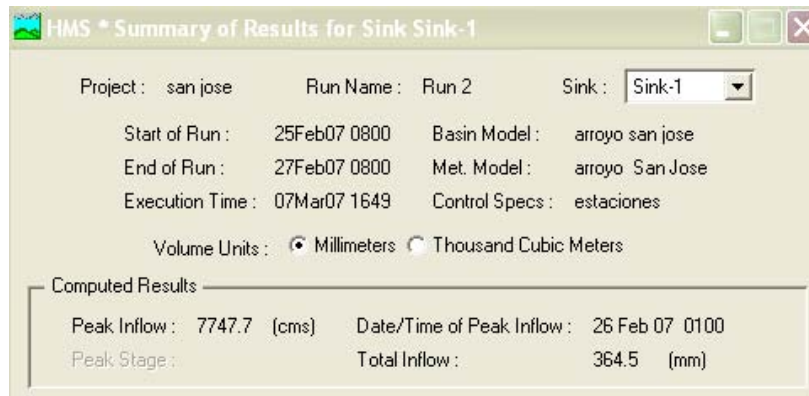 HMS * Summary of Results for Sink Sink-1
Project : san jose Run Name : Run 2 Sink : Sink-1
Start of Run : 25Feb07 0800 Basin Model : arroyo san jose
End of Run : 27Feb07 0800 Met. Model : arroyo San Jose
Execution Time : 07Mar07 1649 Control Specs : estaciones
Volume Units : Millimeters Thousand Cubic Meters
Computed Results
Peak Inflow : 7747.7 (cms) Date/Time of Peak Inflow : 26 Feb 07 0100
Peak Stage : Total Inflow : 364.5 (mm)